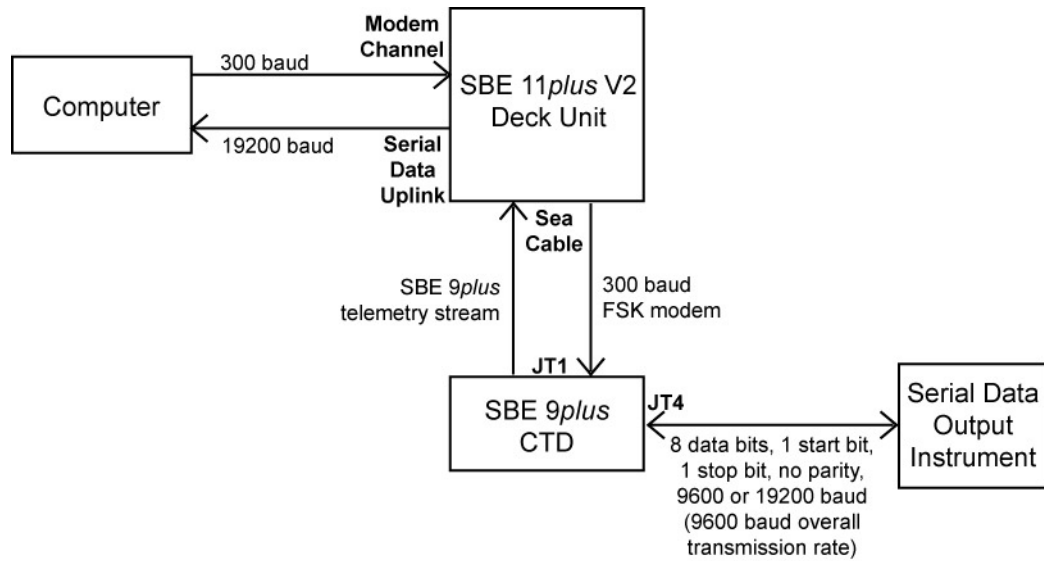 Computer
300 baud
19200 baud
Modem
Channel
SBE 11plus V2
Deck Unit
Serial
Data
Uplink
Sea
Cable
SBE 9plus
telemetry stream
300 baud
FSK modem
JT1
SBE 9plus
CTD
JT4
8 data bits, 1 start bit,
1 stop bit, no parity,
9600 or 19200 baud
(9600 baud overall
transmission rate)
Serial Data
Output
Instrument